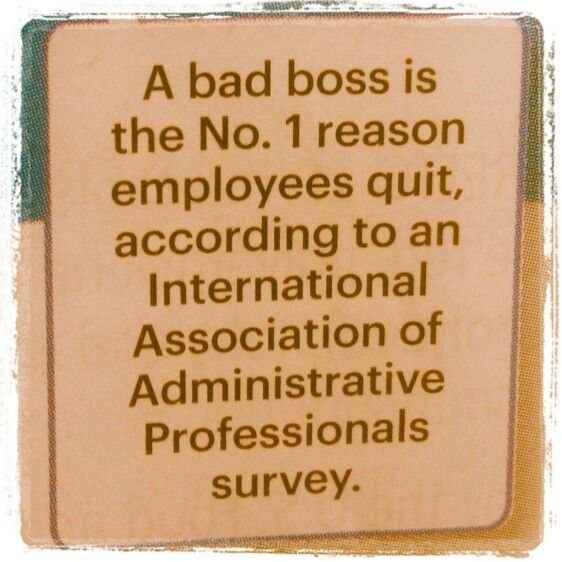 A bad boss is
the No. 1 reason
employees quit,
according to an
International
Association of
Administrative
Professionals
survey.